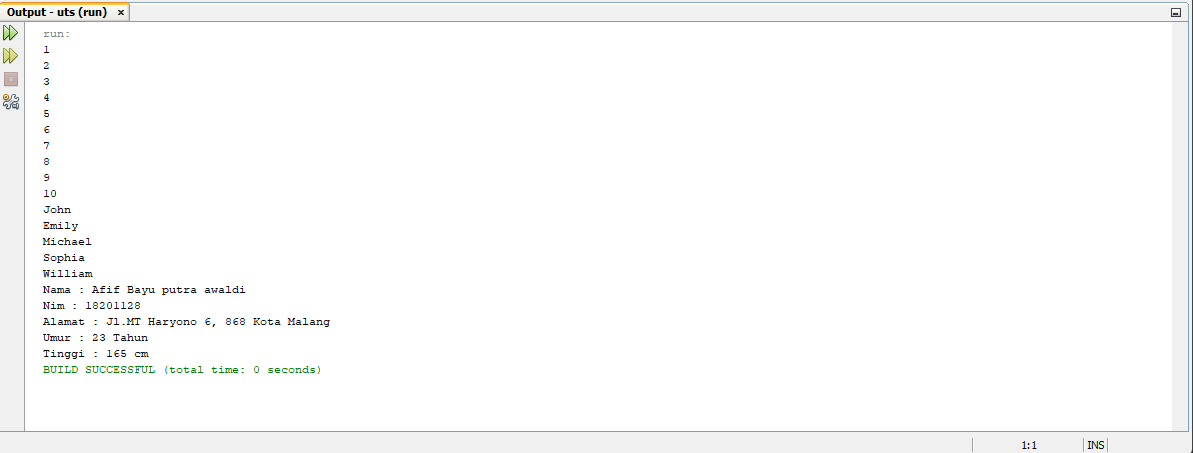 Output - uts (run) ×
run:
1
2
3
4
5
6
7
8
9
10
John
Emily
Michael
Sophia
William
Nama : Afif Bayu putra awaldi
Nim : 18201128
Alamat : Jl.MT Haryono 6, 868 Kota Malang
Umur : 23 Tahun
Tinggi : 165 cm
BUILD SUCCESSFUL (total time: 0 seconds)
1:1 INS